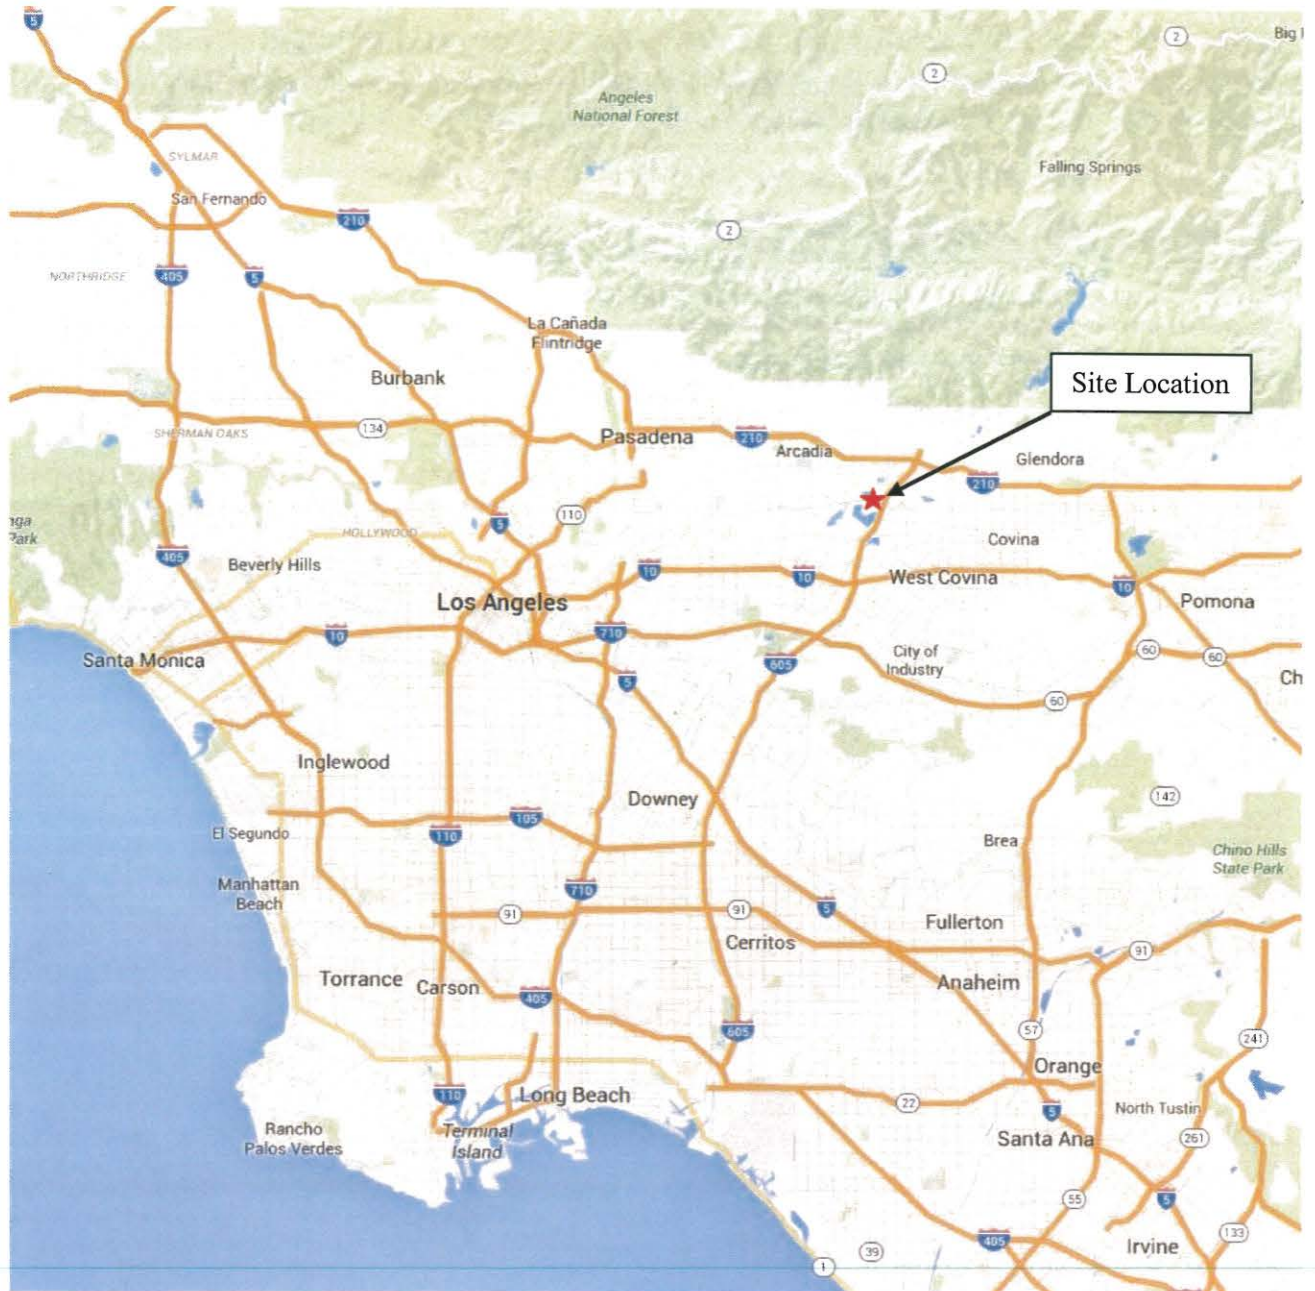 5
2
Big
2
Angeles
National Forest
SYLMAR
Falling Springs
San Fernando
210
2
NORTHRIDGE
405
5
La Cañada
Flintridge
Site Location
Burbank
134
SHERMAN OAKS
Pasadena
210
Arcadia
Glendora
210
110
5
nga
Park
HOLLYWOOD
Covina
405
Beverly Hills
10
10
West Covina
10
Los Angeles
Pomona
10
710
City of
Industry
60
60
Santa Monica
605
5
Ch
60
Inglewood
Downey
142
105
El Segundo
110
Brea
Chino Hills
State Park
Manhattan
Beach
710
91
91
5
Fullerton
Cerritos
91
Torrance
Carson
Anaheim
405
605
57
241
Orange
110
Long Beach
22
5
North Tustin
Rancho
Palos Verdes
Terminal
Island
Santa Ana
261
55
5
405
Irvine
133
39
1